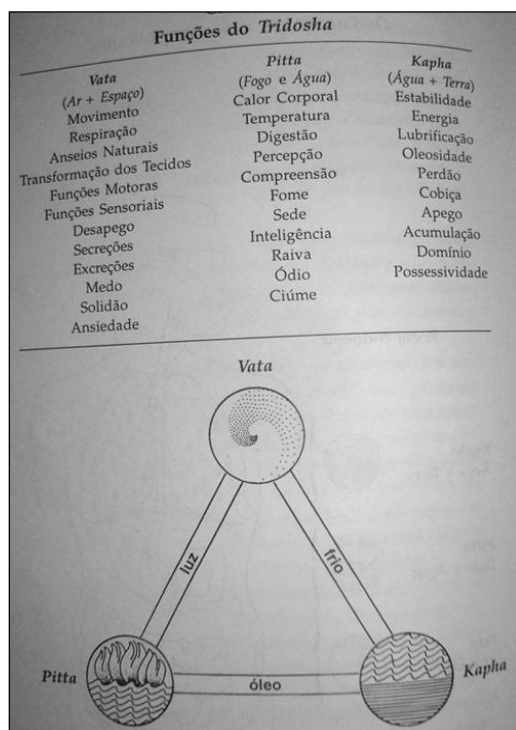 Funções do Tridosha
Vata
(Ar + Espaço)
Movimento
Respiração
Anseios Naturais
Transformação dos Tecidos
Funções Motoras
Funções Sensoriais
Desapego
Secreções
Excreções
Medo
Solidão
Ansiedade
Pitta
(Fogo e Água)
Calor Corporal
Temperatura
Digestão
Percepção
Compreensão
Fome
Sede
Inteligência
Raiva
Ódio
Ciúme
Kapha
(Água + Terra)
Estabilidade
Energia
Lubrificação
Oleosidade
Perdão
Cobiça
Apego
Acumulação
Domínio
Possessividade
Vata
luz
frio
Pitta
óleo
Kapha